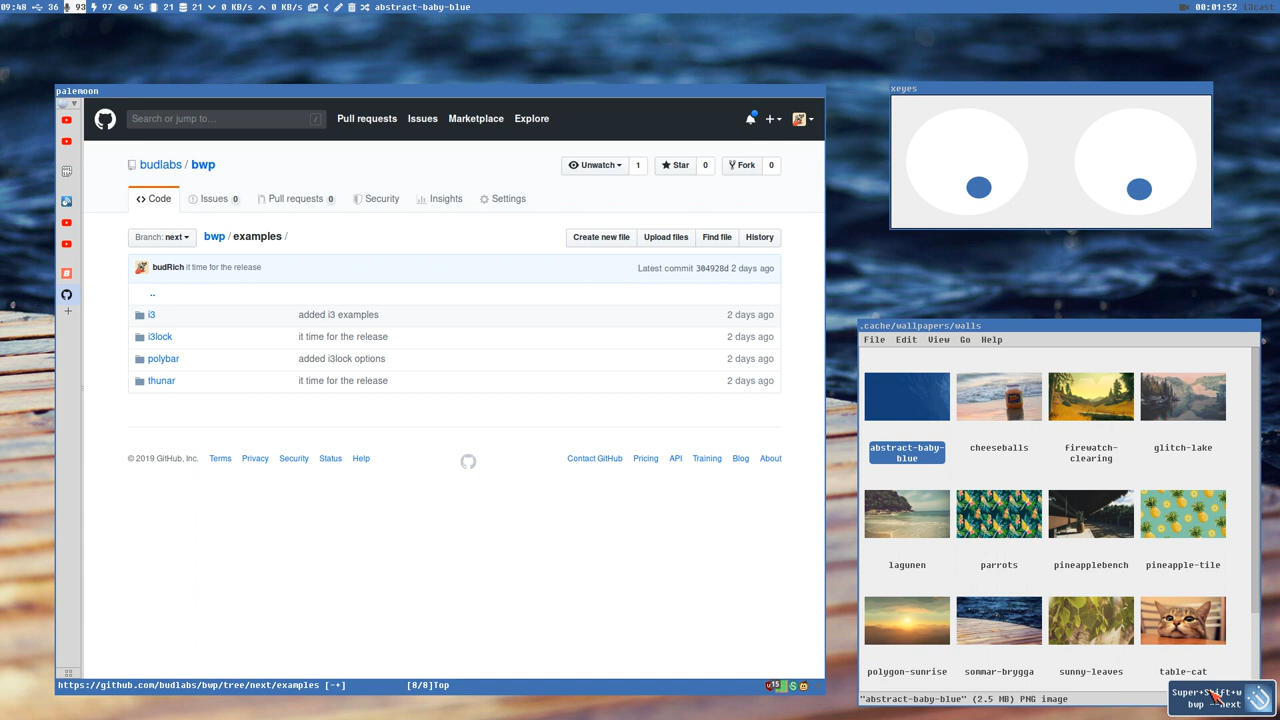 09:48 36 93 97 45 21 21 0 KB/s 0 KB/s abstract-baby-blue 00:01:52 i3cast
palemoon
Search or jump to… /
Pull requests Issues Marketplace Explore
budlabs / bwp
Unwatch 1 Star 0 Fork 0
Code Issues 0 Pull requests 0 Security Insights Settings
Branch: next bwp / examples /
Create new file Upload files Find file History
budRich it time for the release
Latest commit 304928d 2 days ago
..
i3 added i3 examples 2 days ago
i3lock it time for the release 2 days ago
polybar added i3lock options 2 days ago
thunar it time for the release 2 days ago
© 2019 GitHub, Inc. Terms Privacy Security Status Help
Contact GitHub Pricing API Training Blog About
https://github.com/budlabs/bwp/tree/next/examples [-+] [8/8]Top
15
xeyes
.cache/wallpapers/walls
File Edit View Go Help
abstract-baby-
blue
cheeseballs
firewatch-
clearing
glitch-lake
lagunen
parrots
pineapplebench
pineapple-tile
polygon-sunrise
sommar-brygga
sunny-leaves
table-cat
"abstract-baby-blue" (2.5 MB) PNG image
Super+Shift+w
bwp --next